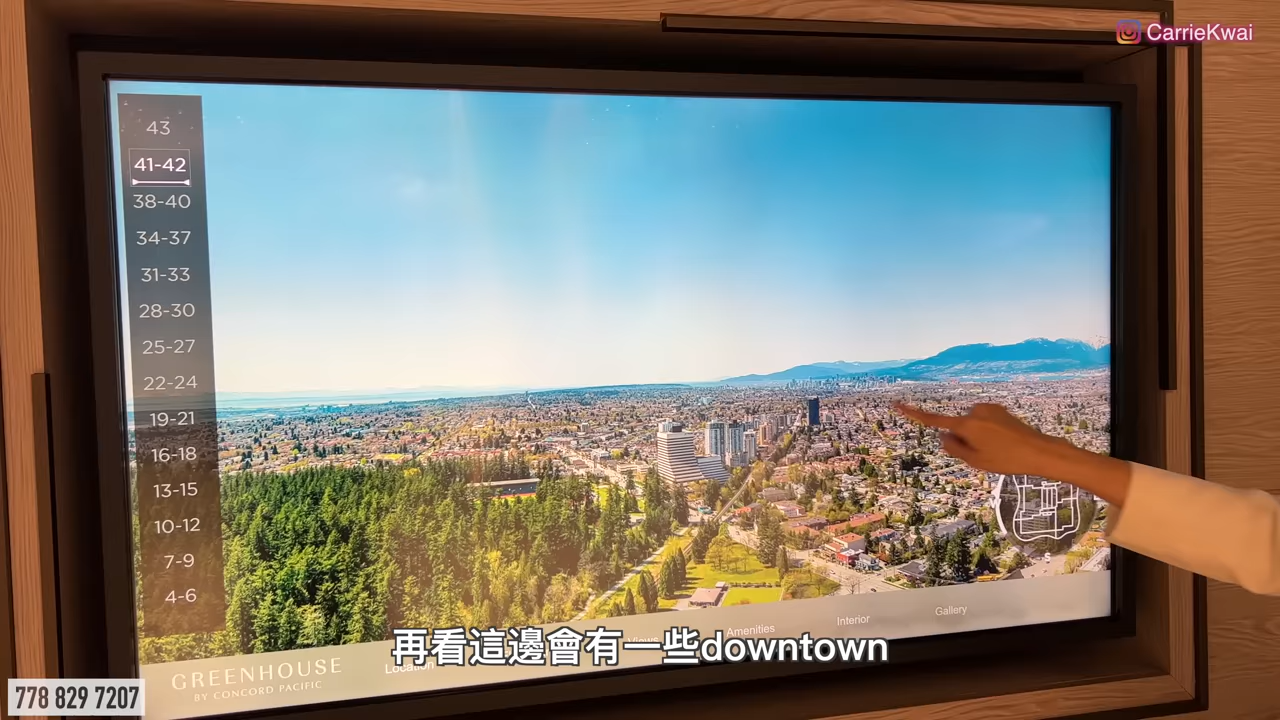 CarrieKwai
43
41-42
38-40
34-37
31-33
28-30
25-27
22-24
19-21
16-18
13-15
10-12
7-9
4-6
GREENHOUSE
BY CONCORD PACIFIC
Location
Views
Amenities
Interior
Gallery
S
再看這邊會有一些downtown
778 829 7207